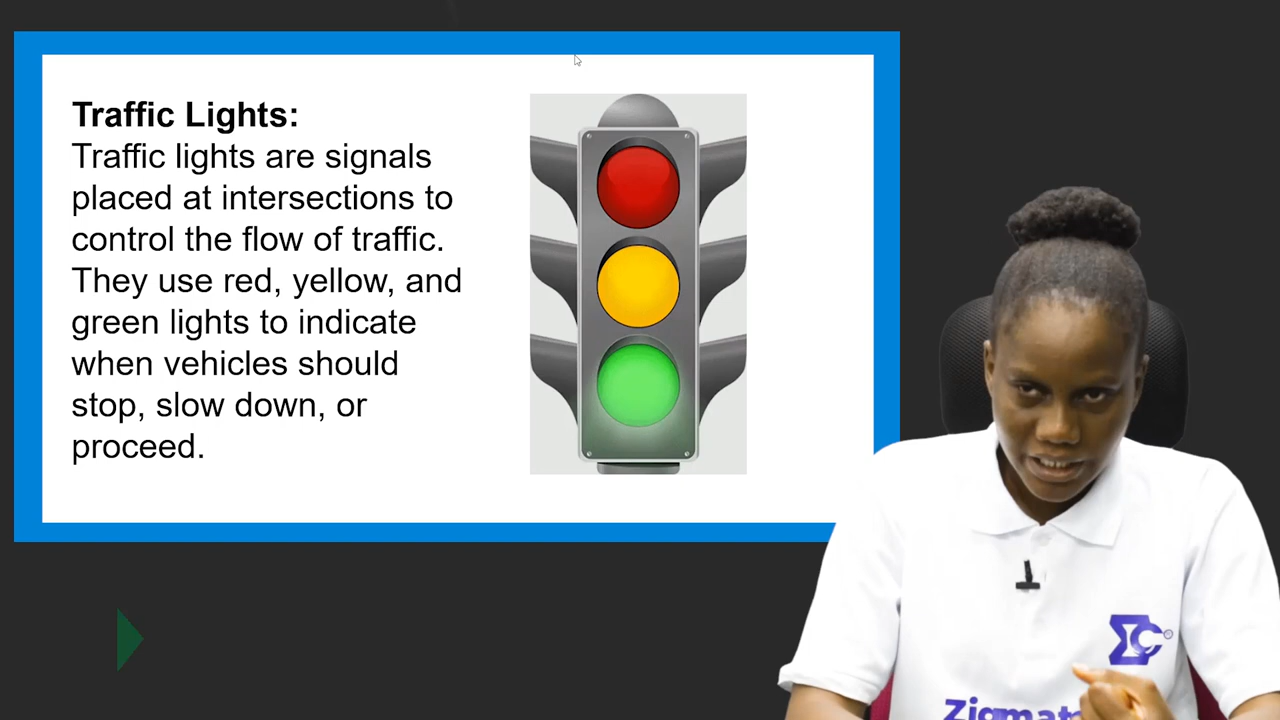 Traffic Lights:
Traffic lights are signals
placed at intersections to
control the flow of traffic.
They use red, yellow, and
green lights to indicate
when vehicles should
stop, slow down, or
proceed.